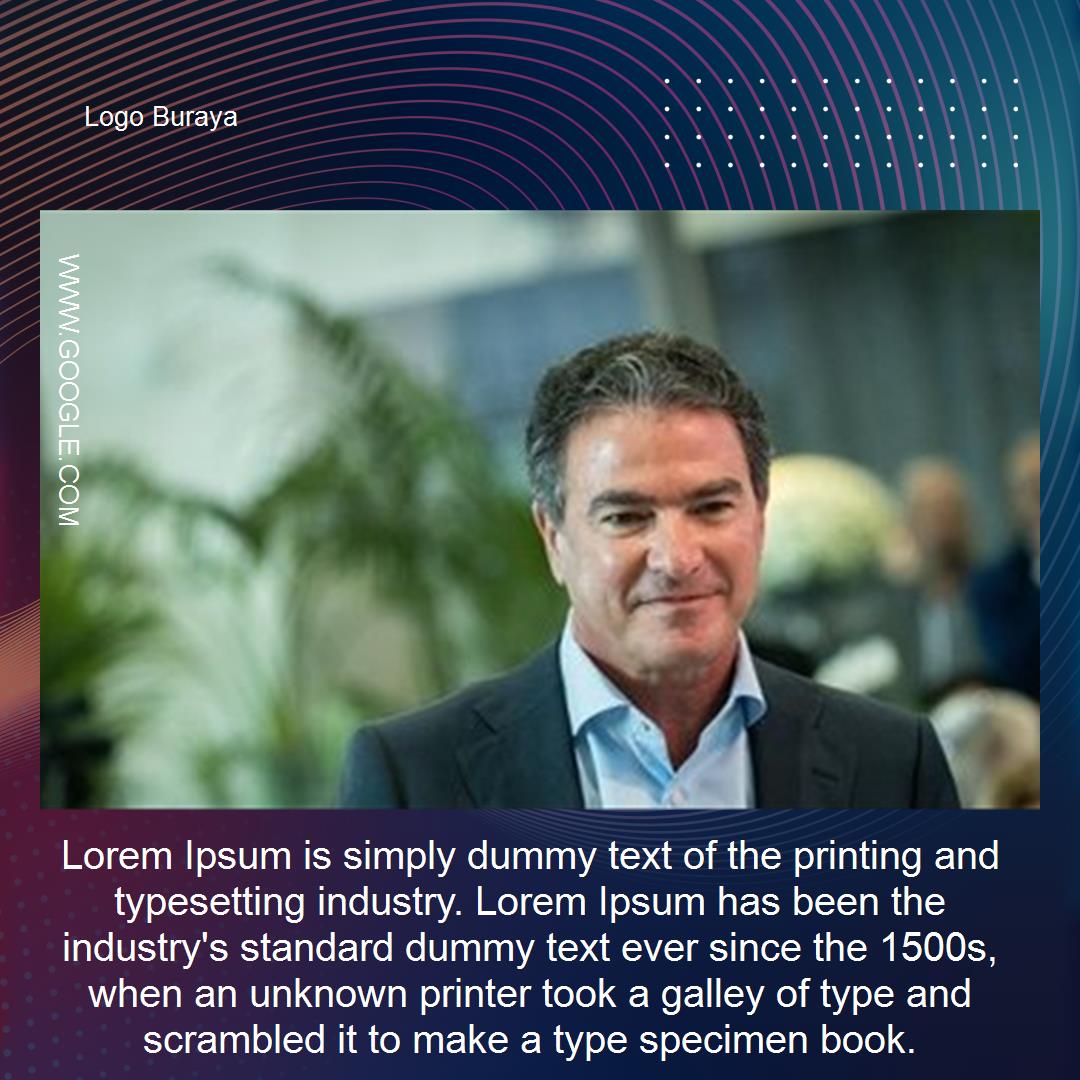 Logo Buraya
WWW.GOOGLE.COM
Lorem Ipsum is simply dummy text of the printing and
typesetting industry. Lorem Ipsum has been the
industry's standard dummy text ever since the 1500s,
when an unknown printer took a galley of type and
scrambled it to make a type specimen book.